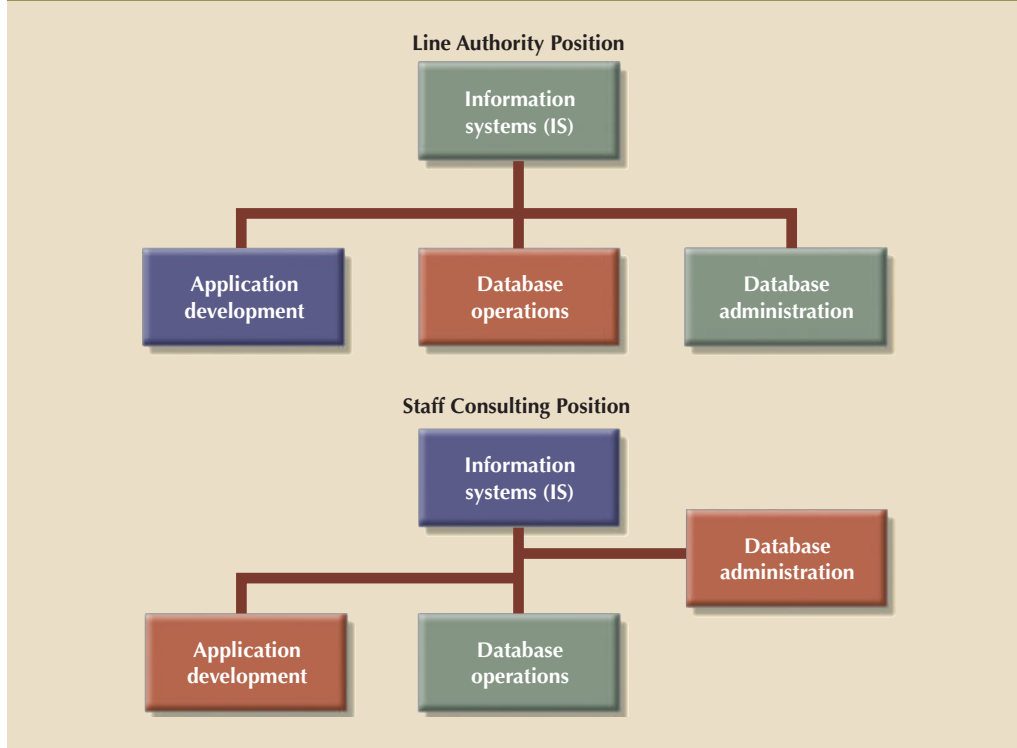 Line Authority Position
Information
systems (IS)
Application
development
Database
operations
Database
administration
Staff Consulting Position
Information
systems (IS)
Database
administration
Application
development
Database
operations